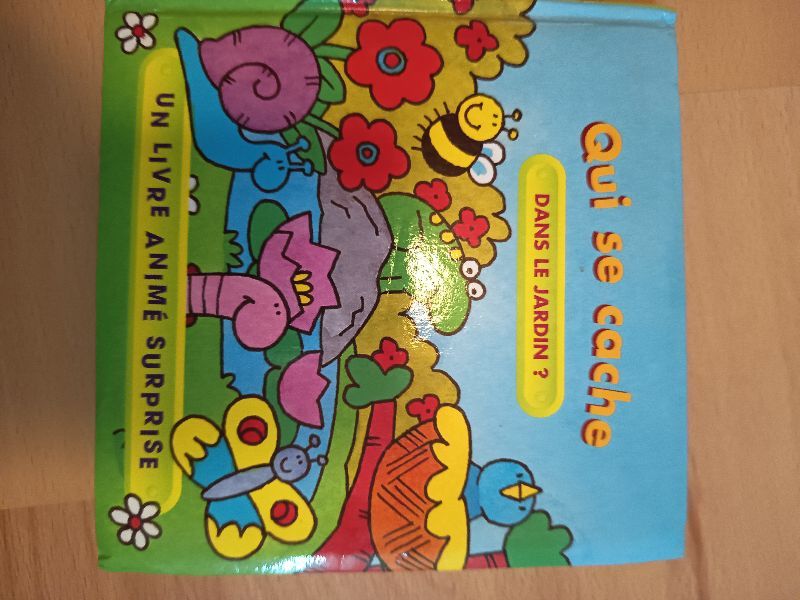 Qui se cache
DANS LE JARDIN ?
UN LIVRE ANIMÉ SURPRISE